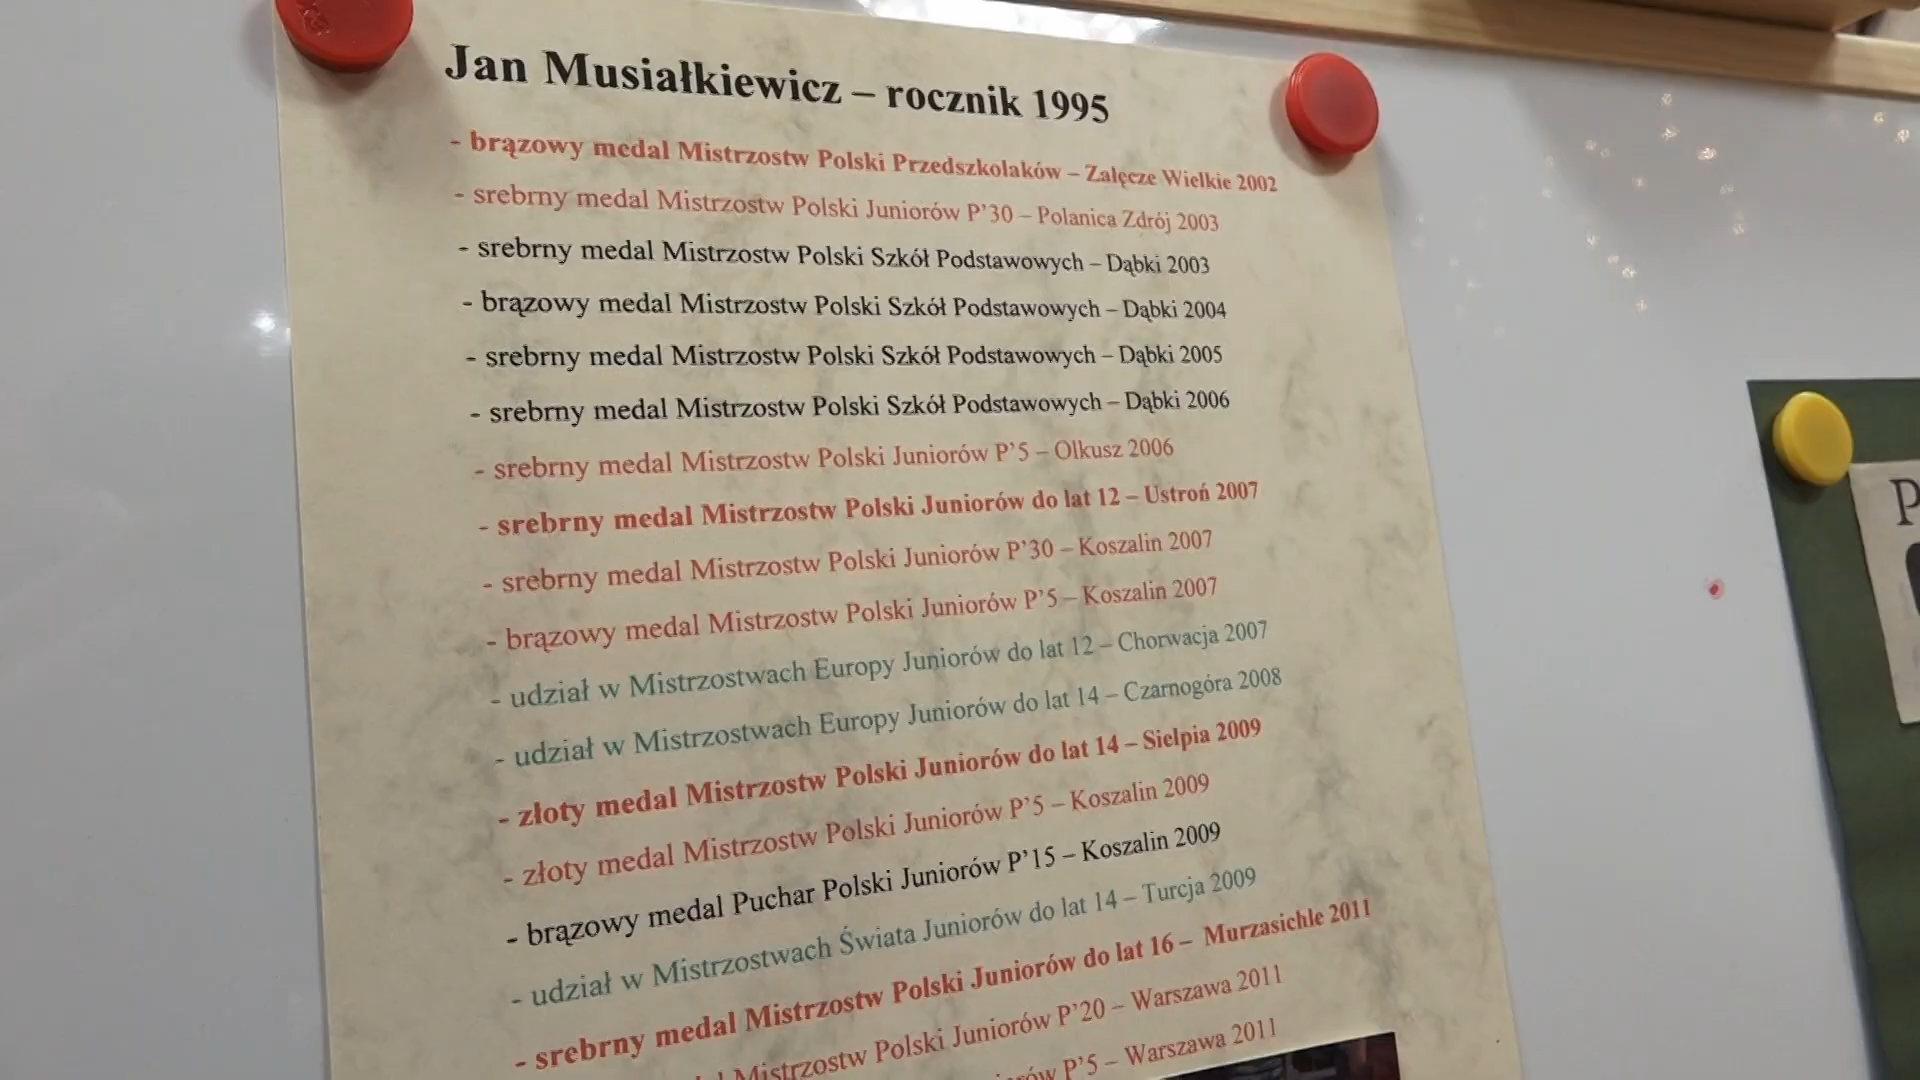 Jan Musiałkiewicz – rocznik 1995
- brązowy medal Mistrzostw Polski Przedszkolaków – Załęcze Wielkie 2002
- srebrny medal Mistrzostw Polski Juniorów P'30 – Polanica Zdrój 2003
- srebrny medal Mistrzostw Polski Szkół Podstawowych – Dąbki 2003
- brązowy medal Mistrzostw Polski Szkół Podstawowych – Dąbki 2004
- srebrny medal Mistrzostw Polski Szkół Podstawowych – Dąbki 2005
- srebrny medal Mistrzostw Polski Szkół Podstawowych – Dąbki 2006
- srebrny medal Mistrzostw Polski Juniorów P'5 – Olkusz 2006
- srebrny medal Mistrzostw Polski Juniorów do lat 12 – Ustroń 2007
- srebrny medal Mistrzostw Polski Juniorów P'30 – Koszalin 2007
- brązowy medal Mistrzostw Polski Juniorów P'5 – Koszalin 2007
- udział w Mistrzostwach Europy Juniorów do lat 12 – Chorwacja 2007
- udział w Mistrzostwach Europy Juniorów do lat 14 – Czarnogóra 2008
- złoty medal Mistrzostw Polski Juniorów do lat 14 – Sielpia 2009
- złoty medal Mistrzostw Polski Juniorów P'5 – Koszalin 2009
- brązowy medal Puchar Polski Juniorów P'15 – Koszalin 2009
- udział w Mistrzostwach Świata Juniorów do lat 14 – Turcja 2009
- srebrny medal Mistrzostw Polski Juniorów do lat 16 – Murzasichle 2011
Mistrzostw Polski Juniorów P'20 – Warszawa 2011
P'5 – Warszawa 2011
P